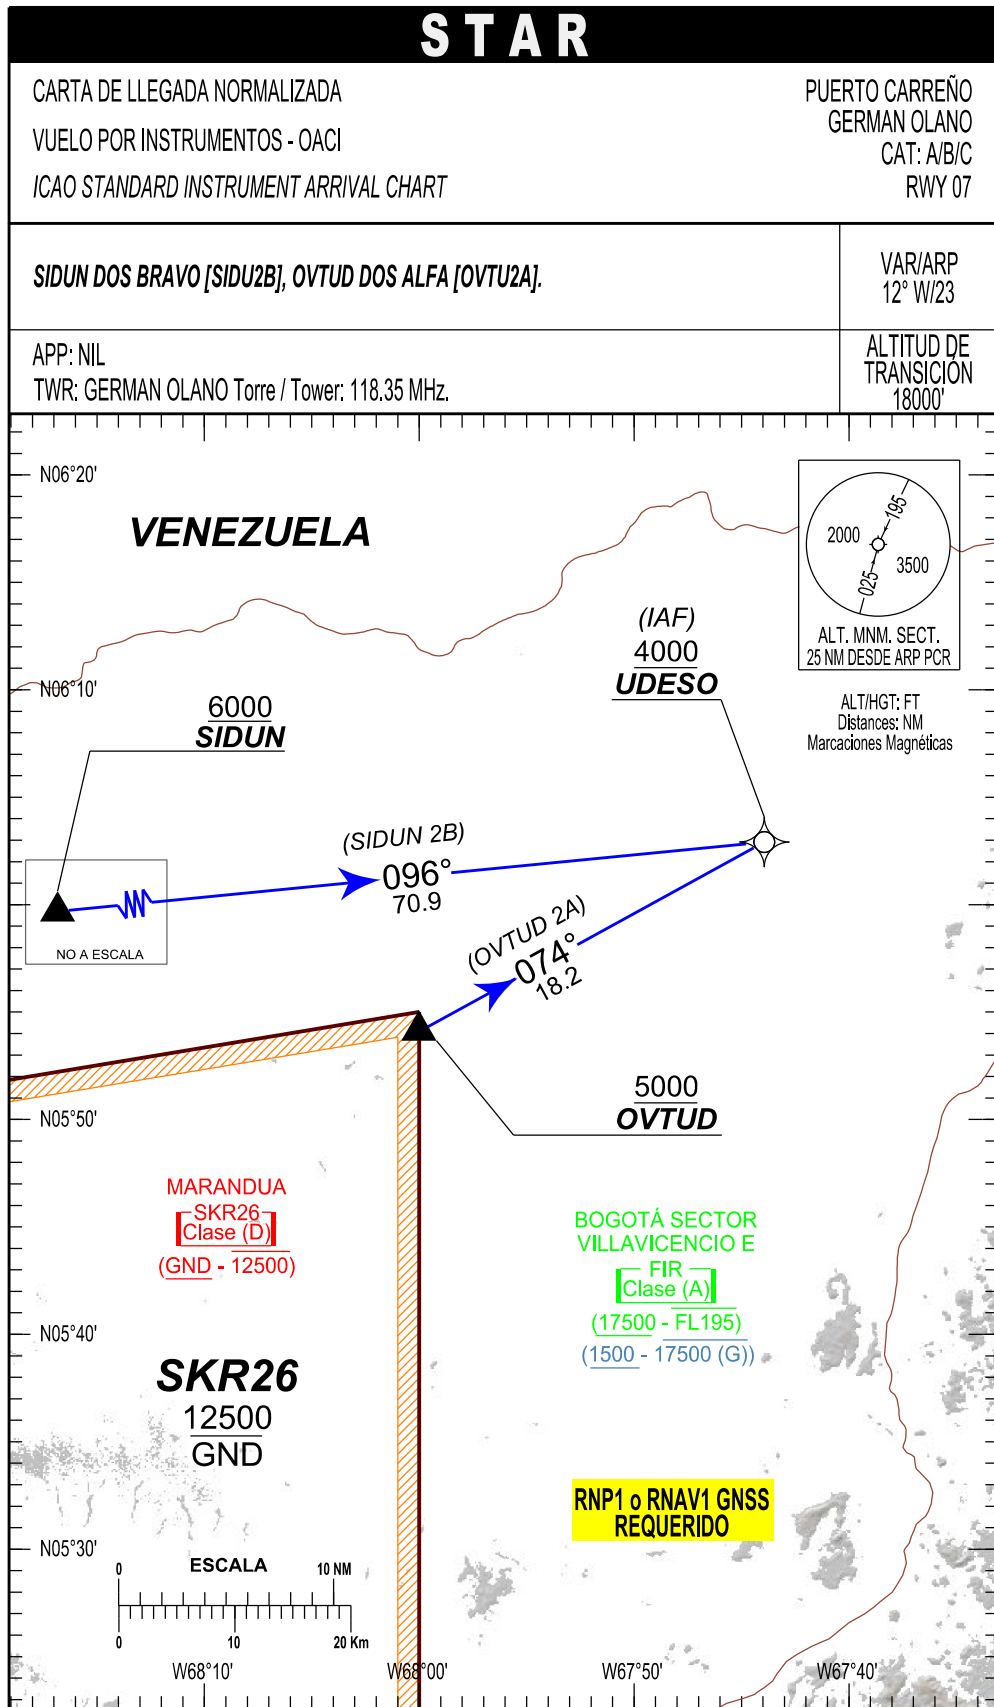 STAR
CARTA DE LLEGADA NORMALIZADA
VUELO POR INSTRUMENTOS - OACI
ICAO STANDARD INSTRUMENT ARRIVAL CHART
PUERTO CARREÑO
GERMAN OLANO
CAT: A/B/C
RWY 07
SIDUN DOS BRAVO [SIDU2B], OVTUD DOS ALFA [OVTU2A].
VAR/ARP
12° W/23
APP: NIL
TWR: GERMAN OLANO Torre / Tower: 118.35 MHz.
ALTITUD DE
TRANSICIÓN
18000'
N06°20'
VENEZUELA
195
2000
3500
025
ALT. MNM. SECT.
25 NM DESDE ARP PCR
(IAF)
4000
UDESO
N06°10'
ALT/HGT: FT
Distances: NM
Marcaciones Magnéticas
6000
SIDUN
(SIDUN 2B)
096°
70.9
NO A ESCALA
(OVTUD 2A)
074°
18.2
5000
OVTUD
N05°50'
MARANDUA
SKR26
Clase (D)
(GND - 12500)
BOGOTÁ SECTOR
VILLAVICENCIO E
FIR
Clase (A)
(17500 - FL195)
(1500 - 17500 (G))
N05°40'
SKR26
12500
GND
RNP1 o RNAV1 GNSS
REQUERIDO
N05°30'
ESCALA
0 10 NM
0 10 20 Km
W68°10' W68°00' W67°50' W67°40'